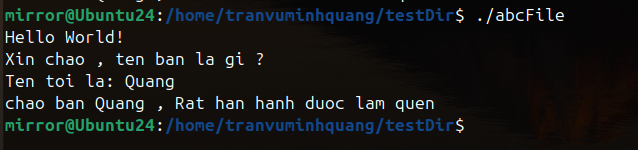 mirror@Ubuntu24:/home/tranvuminhquang/testDir$ ./abcFile
Hello World!
Xin chao , ten ban la gi ?
Ten toi la: Quang
chao ban Quang , Rat han hanh duoc lam quen
mirror@Ubuntu24:/home/tranvuminhquang/testDir$